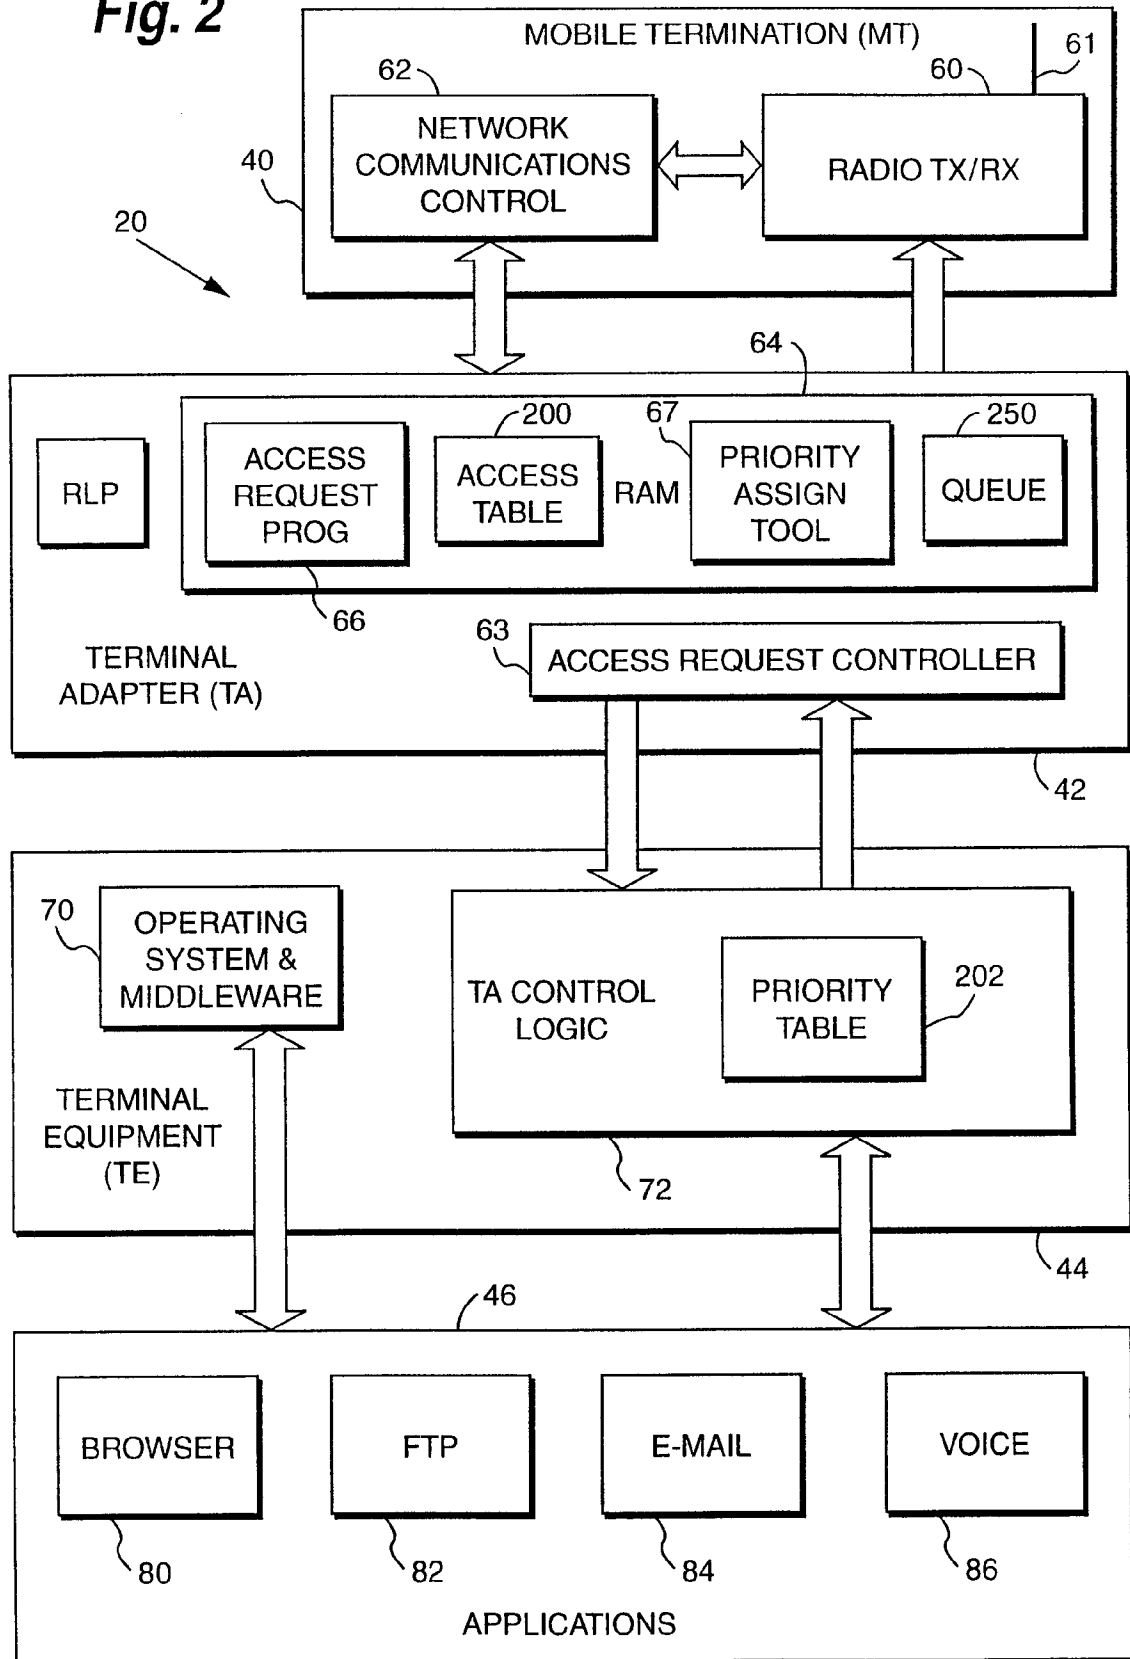 Fig. 2
MOBILE TERMINATION (MT)
61
62
60
NETWORK
COMMUNICATIONS
CONTROL
RADIO TX/RX
40
20
64
200
67
250
RLP
ACCESS
REQUEST
PROG
ACCESS
TABLE
RAM
PRIORITY
ASSIGN
TOOL
QUEUE
66
63
ACCESS REQUEST CONTROLLER
TERMINAL
ADAPTER (TA)
42
70
OPERATING
SYSTEM &
MIDDLEWARE
TA CONTROL
LOGIC
PRIORITY
TABLE
202
TERMINAL
EQUIPMENT
(TE)
72
44
46
BROWSER
FTP
E-MAIL
VOICE
80
82
84
86
APPLICATIONS